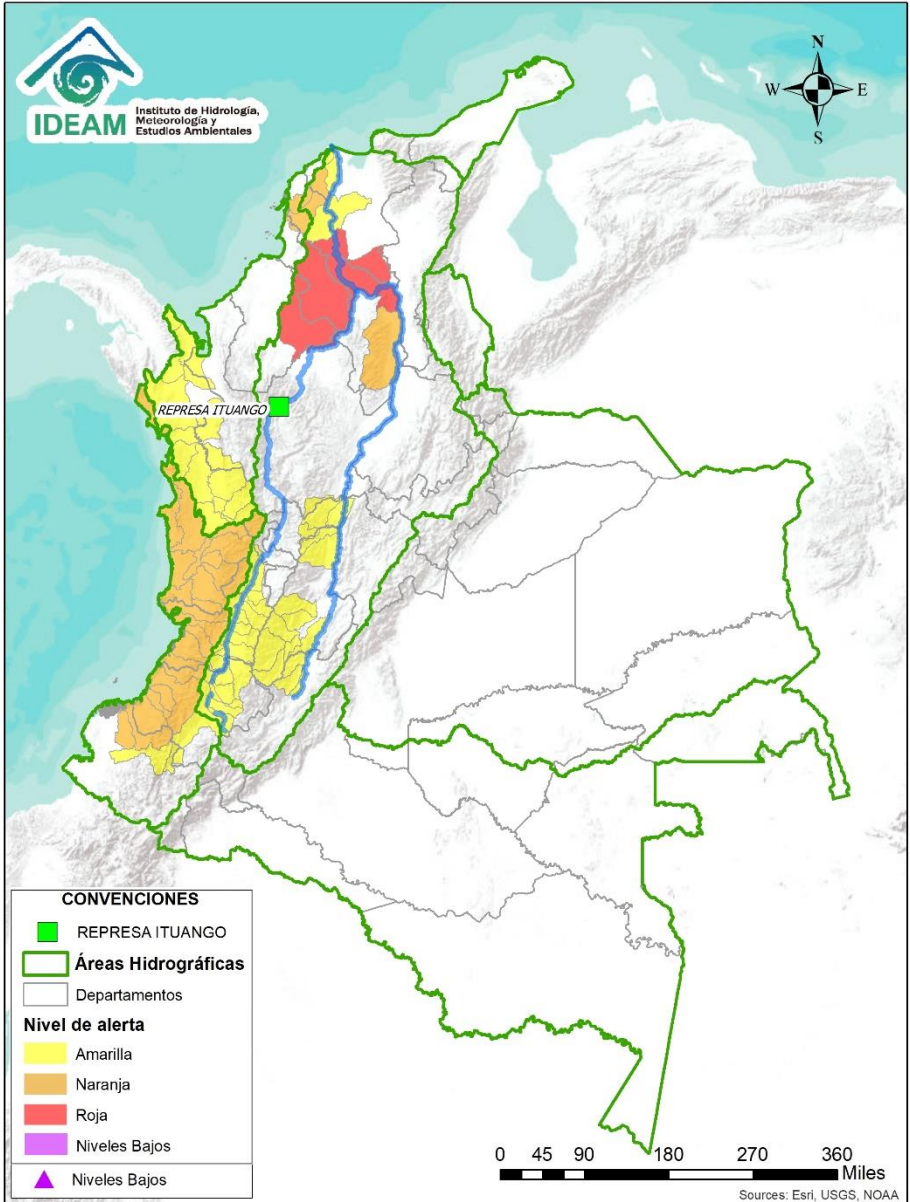 IDEAM
Instituto de Hidrología,
Meteorología y
Estudios Ambientales
N
W
E
S
REPRESA ITUANGO
CONVENCIONES
REPRESA ITUANGO
Áreas Hidrográficas
Departamentos
Nivel de alerta
Amarilla
Naranja
Roja
Niveles Bajos
Niveles Bajos
0 45 90 180 270 360
Miles
Sources: Esri, USGS, NOAA